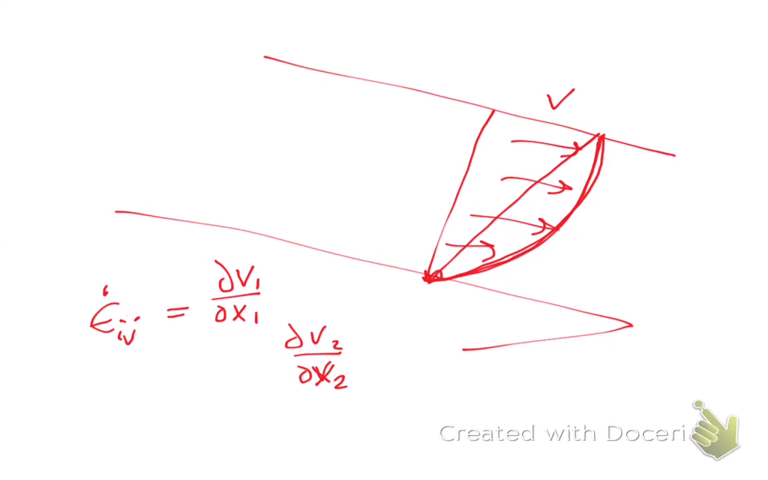 V
ε̇ij = ∂V1/∂x1
∂V2/∂x2
Created with Doceri